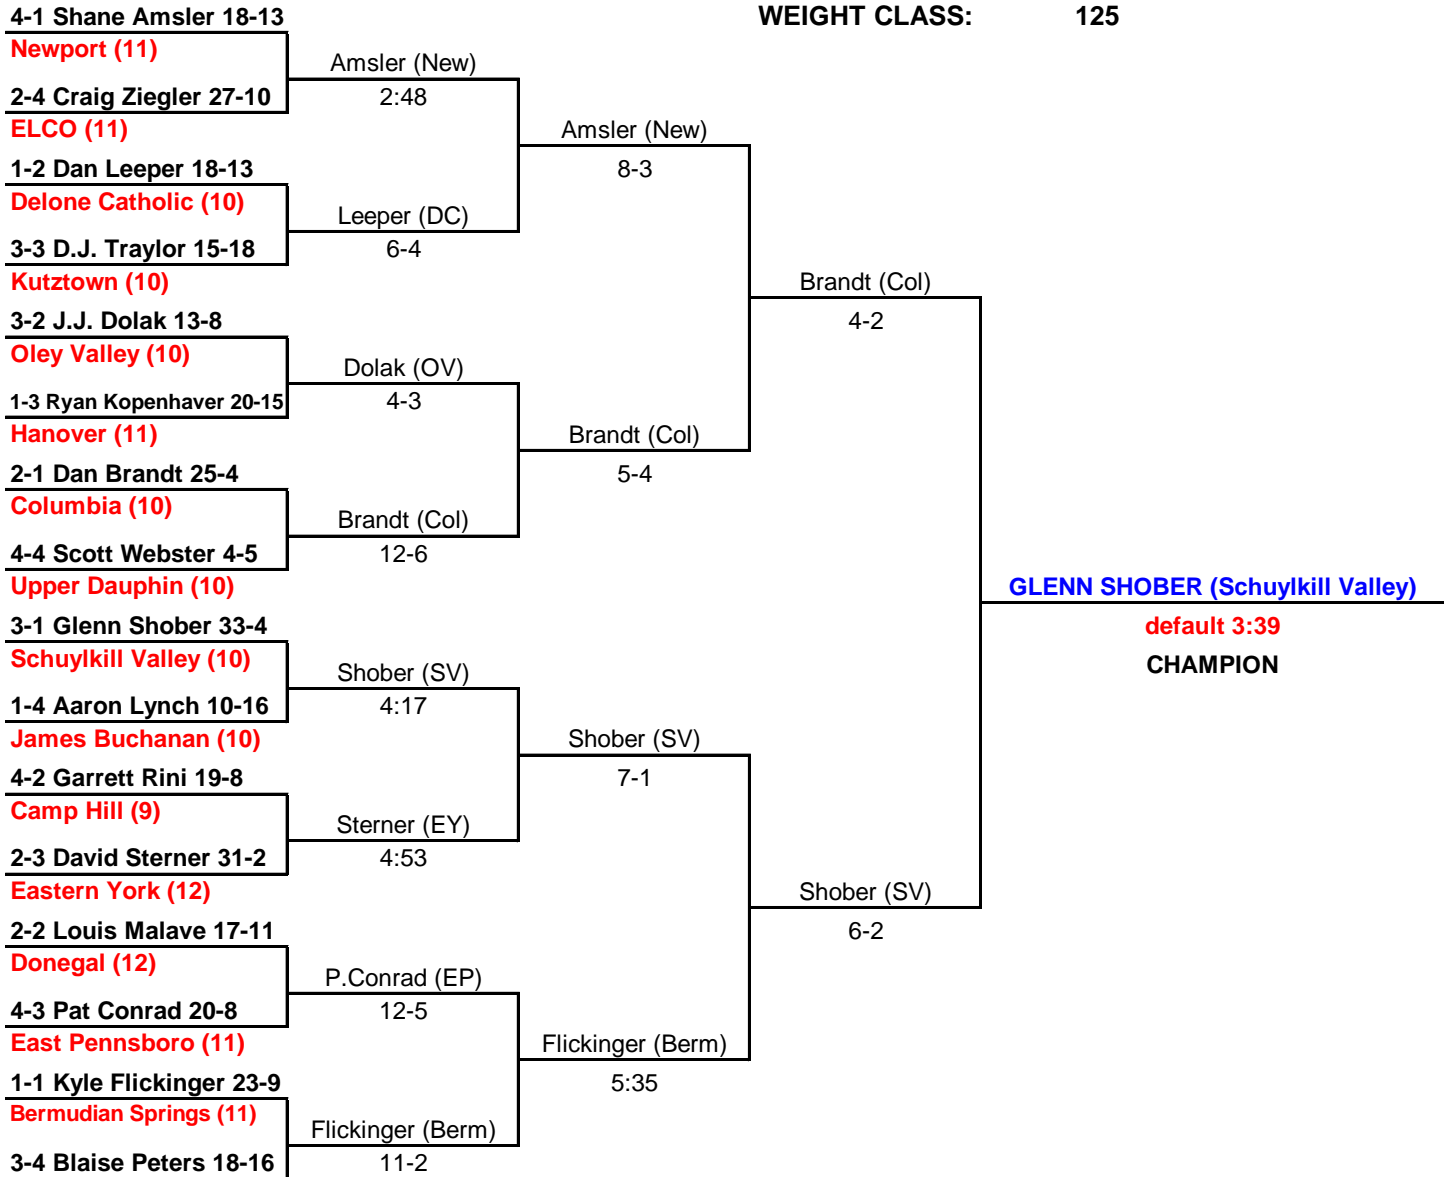 WEIGHT CLASS: 125
4-1 Shane Amsler 18-13
Newport (11)
2-4 Craig Ziegler 27-10
ELCO (11)
1-2 Dan Leeper 18-13
Delone Catholic (10)
3-3 D.J. Traylor 15-18
Kutztown (10)
3-2 J.J. Dolak 13-8
Oley Valley (10)
1-3 Ryan Kopenhaver 20-15
Hanover (11)
2-1 Dan Brandt 25-4
Columbia (10)
4-4 Scott Webster 4-5
Upper Dauphin (10)
3-1 Glenn Shober 33-4
Schuylkill Valley (10)
1-4 Aaron Lynch 10-16
James Buchanan (10)
4-2 Garrett Rini 19-8
Camp Hill (9)
2-3 David Sterner 31-2
Eastern York (12)
2-2 Louis Malave 17-11
Donegal (12)
4-3 Pat Conrad 20-8
East Pennsboro (11)
1-1 Kyle Flickinger 23-9
Bermudian Springs (11)
3-4 Blaise Peters 18-16
Amsler (New)
2:48
Leeper (DC)
6-4
Dolak (OV)
4-3
Brandt (Col)
12-6
Shober (SV)
4:17
Sterner (EY)
4:53
P.Conrad (EP)
12-5
Flickinger (Berm)
11-2
Amsler (New)
8-3
Brandt (Col)
5-4
Shober (SV)
7-1
Flickinger (Berm)
5:35
Brandt (Col)
4-2
Shober (SV)
6-2
GLENN SHOBER (Schuylkill Valley)
default 3:39
CHAMPION